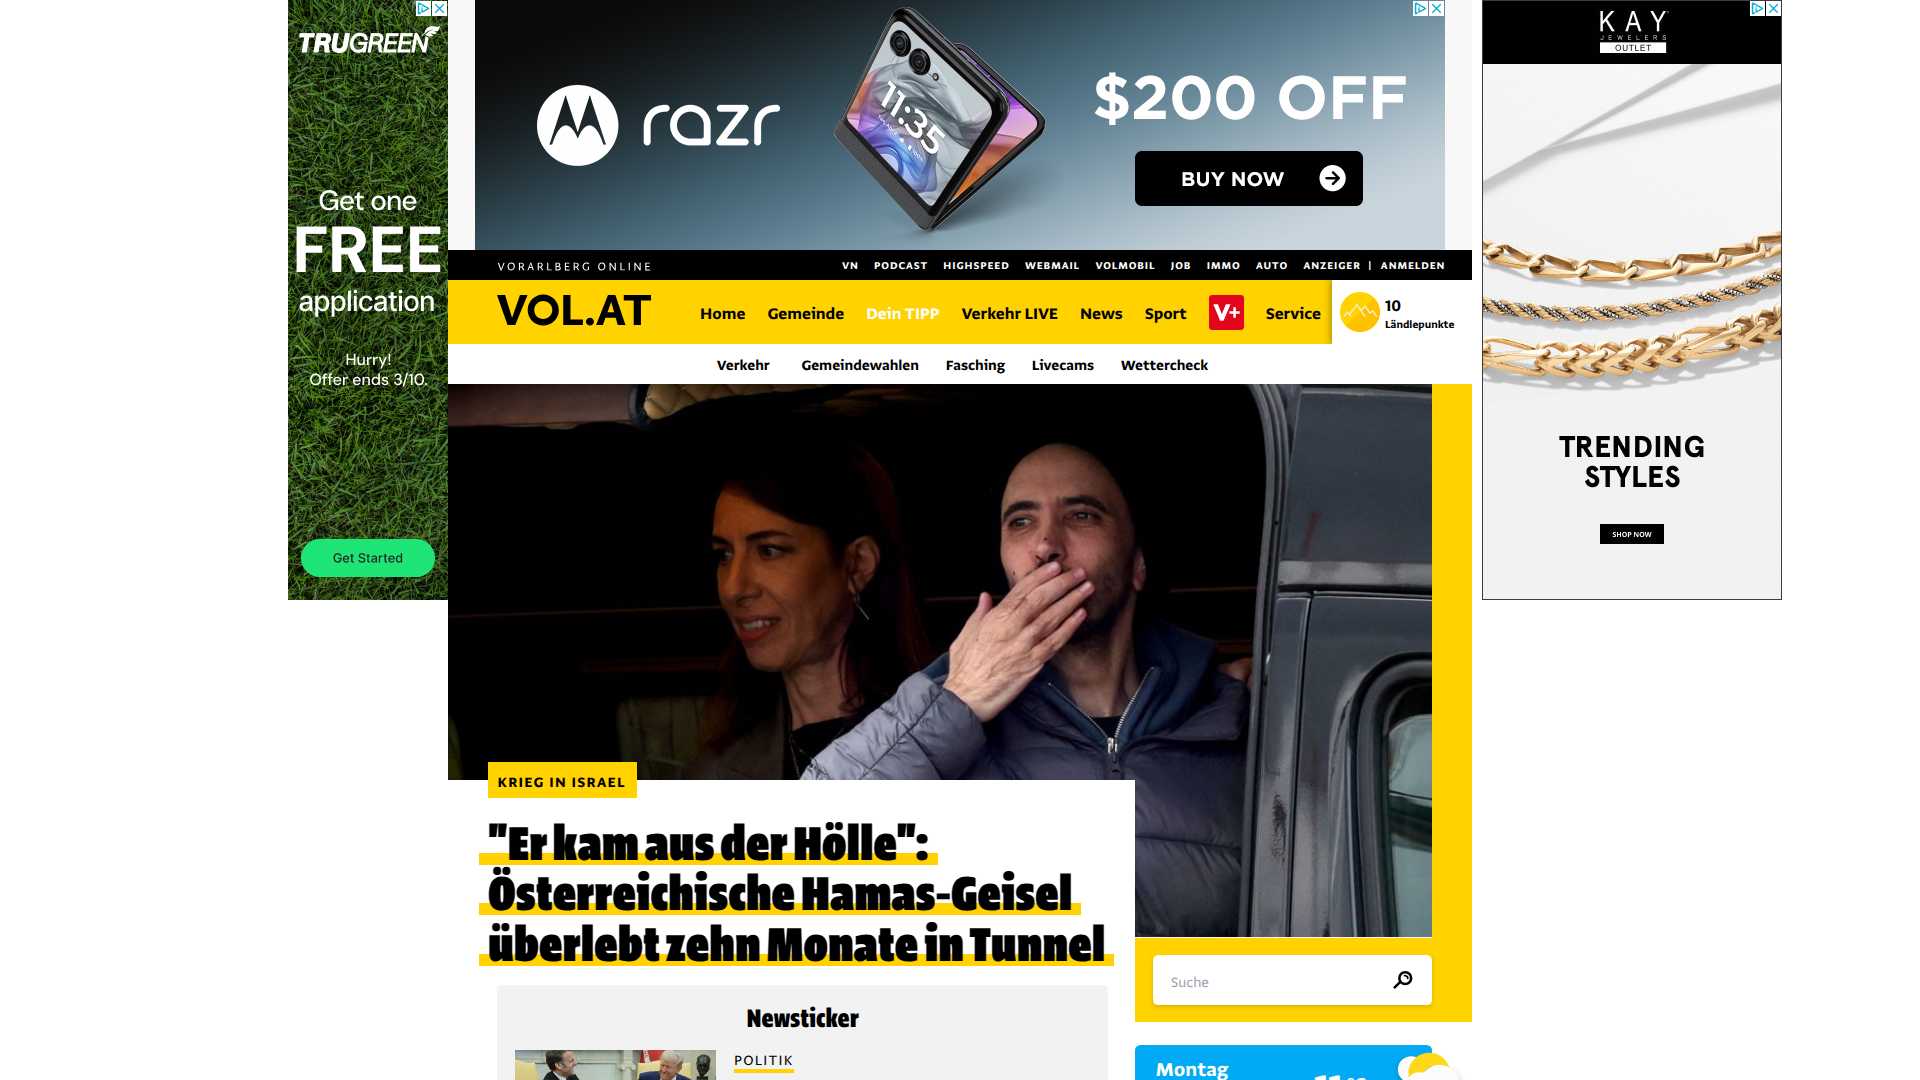 TRUGREEN
Get one
FREE
application
Hurry!
Offer ends 3/10.
Get Started
razr
11:35
$200 OFF
BUY NOW
KAY
JEWELERS
OUTLET
TRENDING
STYLES
SHOP NOW
VORARLBERG ONLINE
VN PODCAST HIGHSPEED WEBMAIL VOLMOBIL JOB IMMO AUTO ANZEIGER | ANMELDEN
VOL.AT
Home Gemeinde Dein TIPP Verkehr LIVE News Sport V+ Service
10
Ländlepunkte
Verkehr Gemeindewahlen Fasching Livecams Wettercheck
KRIEG IN ISRAEL
"Er kam aus der Hölle":
Österreichische Hamas-Geisel
überlebt zehn Monate in Tunnel
Suche
Newsticker
POLITIK
Montag